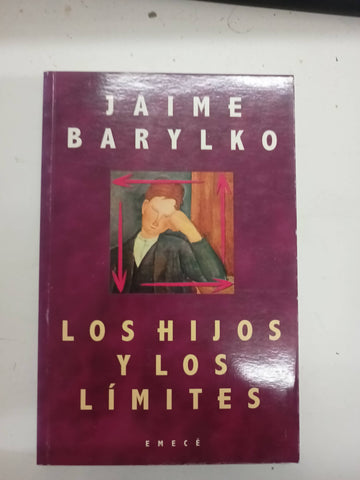 JAIME
BARYLKO
LOS HIJOS
Y LOS
LÍMITES
EMECÉ